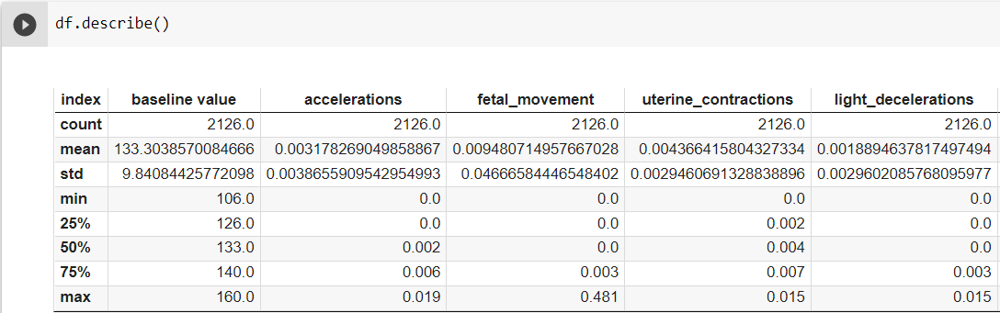 df.describe()
index baseline value accelerations fetal_movement uterine_contractions light_decelerations
count 2126.0 2126.0 2126.0 2126.0 2126.0
mean 133.3038570084666 0.003178269049858867 0.009480714957667028 0.004366415804327334 0.0018894637817497494
std 9.84084425772098 0.0038655909542954993 0.04666584446548402 0.0029460691328838896 0.0029602085768095977
min 106.0 0.0 0.0 0.0 0.0
25% 126.0 0.0 0.0 0.002 0.0
50% 133.0 0.002 0.0 0.004 0.0
75% 140.0 0.006 0.003 0.007 0.003
max 160.0 0.019 0.481 0.015 0.015